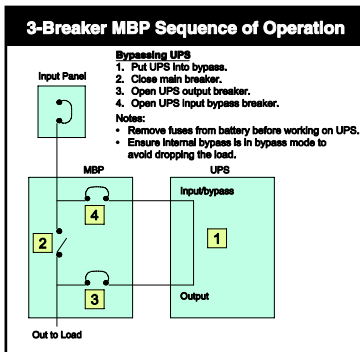 3-Breaker MBP Sequence of Operation
Bypassing UPS
1. Put UPS into bypass.
2. Close main breaker.
3. Open UPS output breaker.
4. Open UPS input bypass breaker.
Notes:
• Remove fuses from battery before working on UPS.
• Ensure internal bypass is in bypass mode to
avoid dropping the load.
Input Panel
MBP
UPS
Input/bypass
4
1
2
3
Output
Out to Load